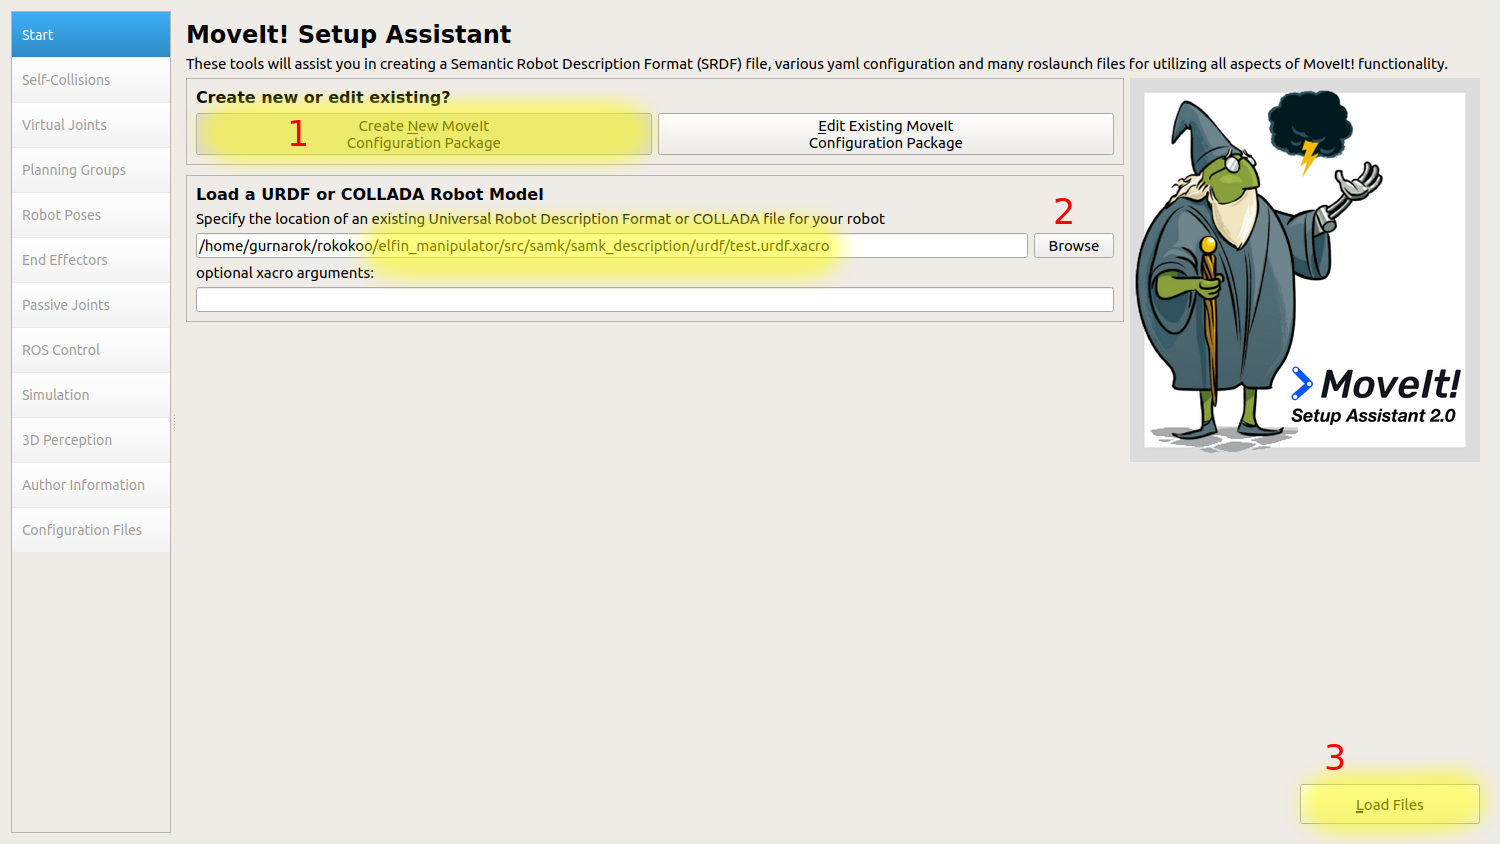 Start
Self-Collisions
Virtual Joints
Planning Groups
Robot Poses
End Effectors
Passive Joints
ROS Control
Simulation
3D Perception
Author Information
Configuration Files
MoveIt! Setup Assistant
These tools will assist you in creating a Semantic Robot Description Format (SRDF) file, various yaml configuration and many roslaunch files for utilizing all aspects of MoveIt! functionality.
Create new or edit existing?
1
Create New MoveIt
Configuration Package
Edit Existing MoveIt
Configuration Package
Load a URDF or COLLADA Robot Model
Specify the location of an existing Universal Robot Description Format or COLLADA file for your robot
2
/home/gurnarok/rokokoo/elfin_manipulator/src/samk/samk_description/urdf/test.urdf.xacro
Browse
optional xacro arguments:
MoveIt!
Setup Assistant 2.0
3
Load Files